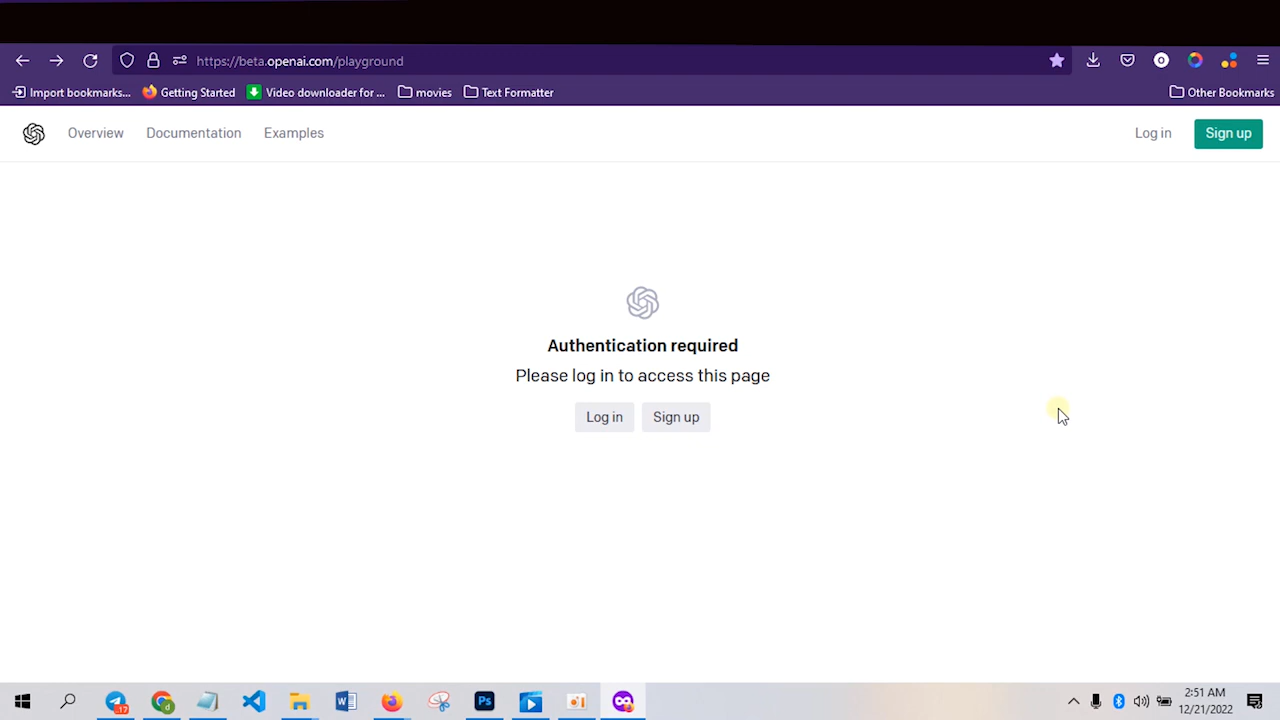 https://beta.openai.com/playground
Import bookmarks...
Getting Started
Video downloader for ...
movies
Text Formatter
Other Bookmarks
Overview
Documentation
Examples
Log in
Sign up
Authentication required
Please log in to access this page
Log in
Sign up
17
W
Ps
2:51 AM
12/21/2022